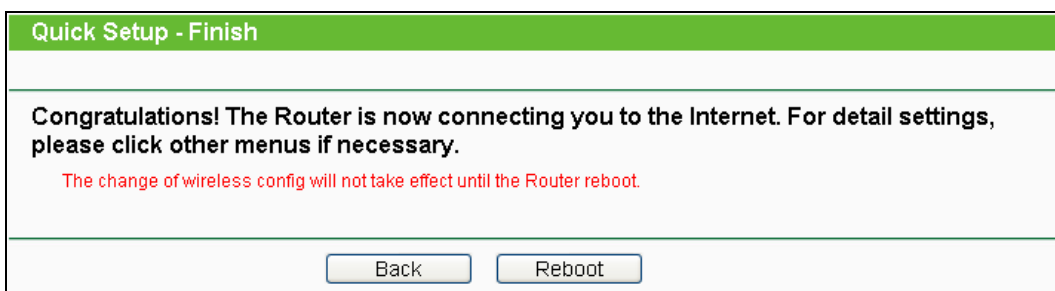 Quick Setup - Finish
Congratulations! The Router is now connecting you to the Internet. For detail settings,
please click other menus if necessary.
The change of wireless config will not take effect until the Router reboot.
Back
Reboot